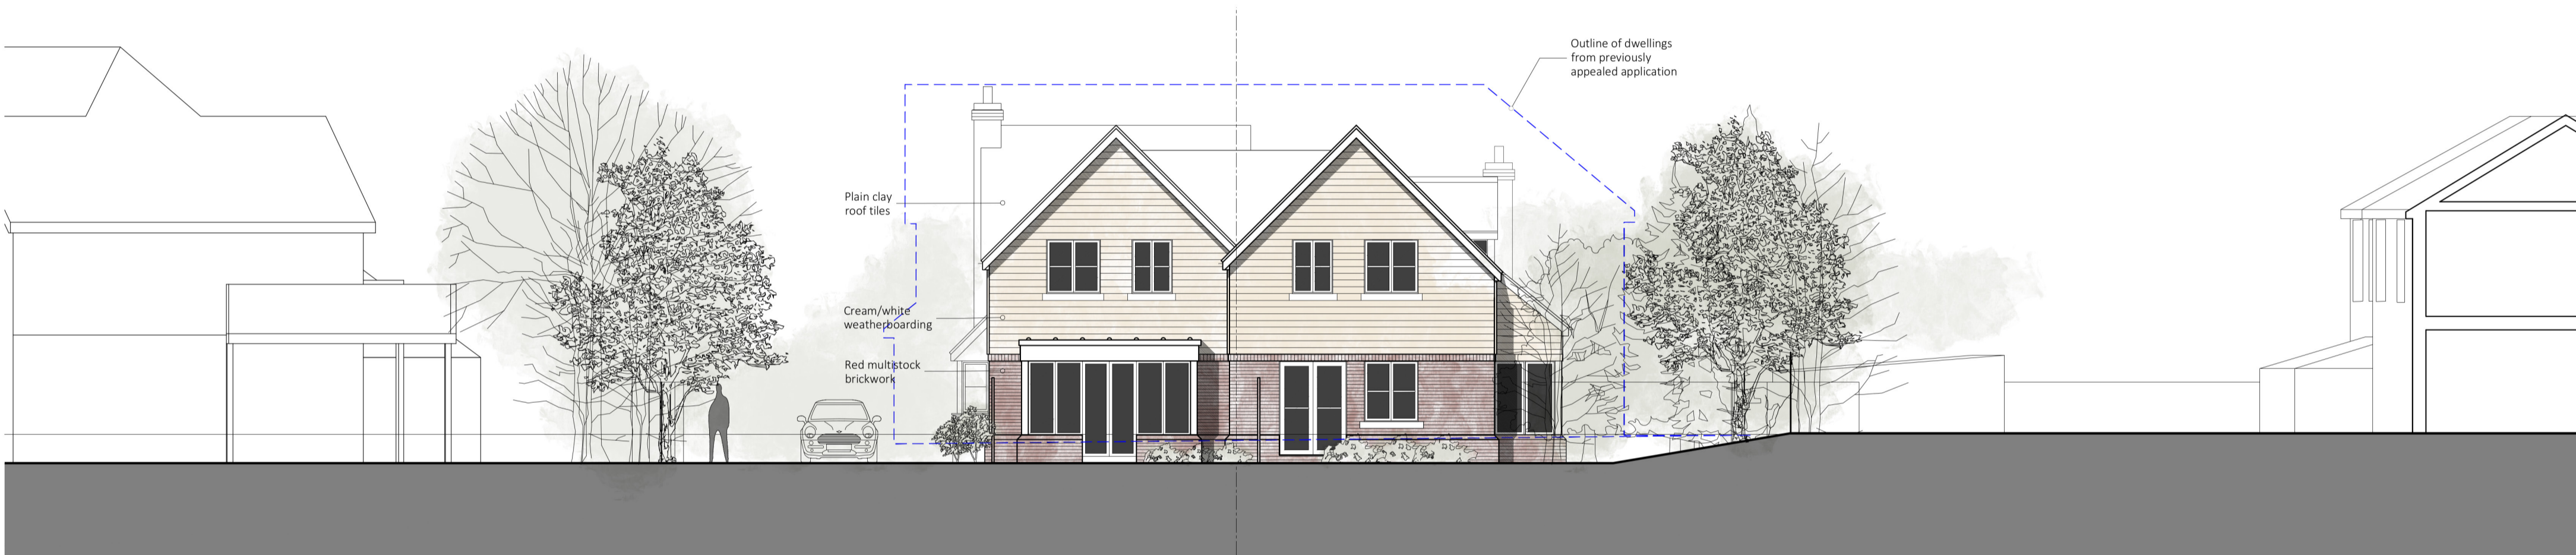 Outline of dwellings
from previously
appealed application
Plain clay
roof tiles
Cream/white
weatherboarding
Red multistock
brickwork